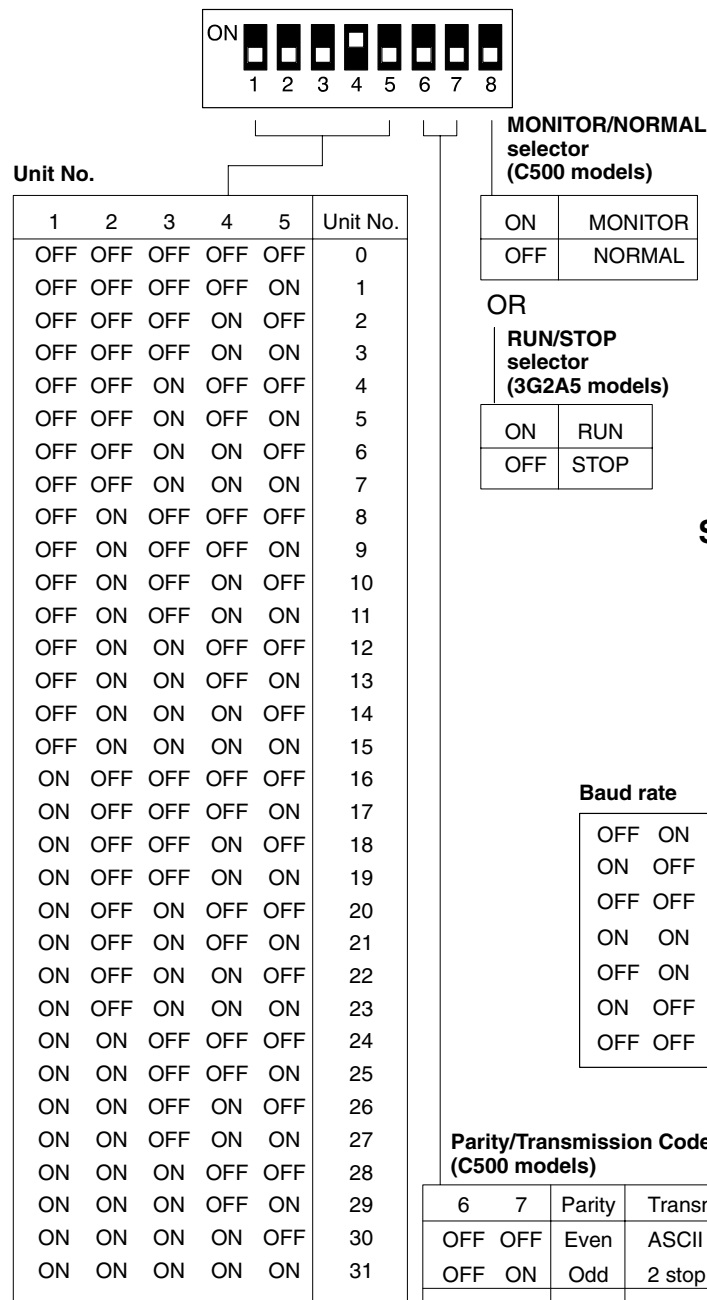 ON
1 2 3 4 5 6 7 8
MONITOR/NORMAL
selector
(C500 models)
ON MONITOR
OFF NORMAL
OR
RUN/STOP
selector
(3G2A5 models)
ON RUN
OFF STOP
Unit No.
1 2 3 4 5 Unit No.
OFF OFF OFF OFF OFF 0
OFF OFF OFF OFF ON 1
OFF OFF OFF ON OFF 2
OFF OFF OFF ON ON 3
OFF OFF ON OFF OFF 4
OFF OFF ON OFF ON 5
OFF OFF ON ON OFF 6
OFF OFF ON ON ON 7
OFF ON OFF OFF OFF 8
OFF ON OFF OFF ON 9
OFF ON OFF ON OFF 10
OFF ON OFF ON ON 11
OFF ON ON OFF OFF 12
OFF ON ON OFF ON 13
OFF ON ON ON OFF 14
OFF ON ON ON ON 15
ON OFF OFF OFF OFF 16
ON OFF OFF OFF ON 17
ON OFF OFF ON OFF 18
ON OFF OFF ON ON 19
ON OFF ON OFF OFF 20
ON OFF ON OFF ON 21
ON OFF ON ON OFF 22
ON OFF ON ON ON 23
ON ON OFF OFF OFF 24
ON ON OFF OFF ON 25
ON ON OFF ON OFF 26
ON ON OFF ON ON 27
ON ON ON OFF OFF 28
ON ON ON OFF ON 29
ON ON ON ON OFF 30
ON ON ON ON ON 31
Baud rate
OFF ON
ON OFF
OFF OFF
ON ON
OFF ON
ON OFF
OFF OFF
Parity/Transmission Code
(C500 models)
6 7 Parity
OFF OFF Even ASCII
OFF ON Odd 2 stop